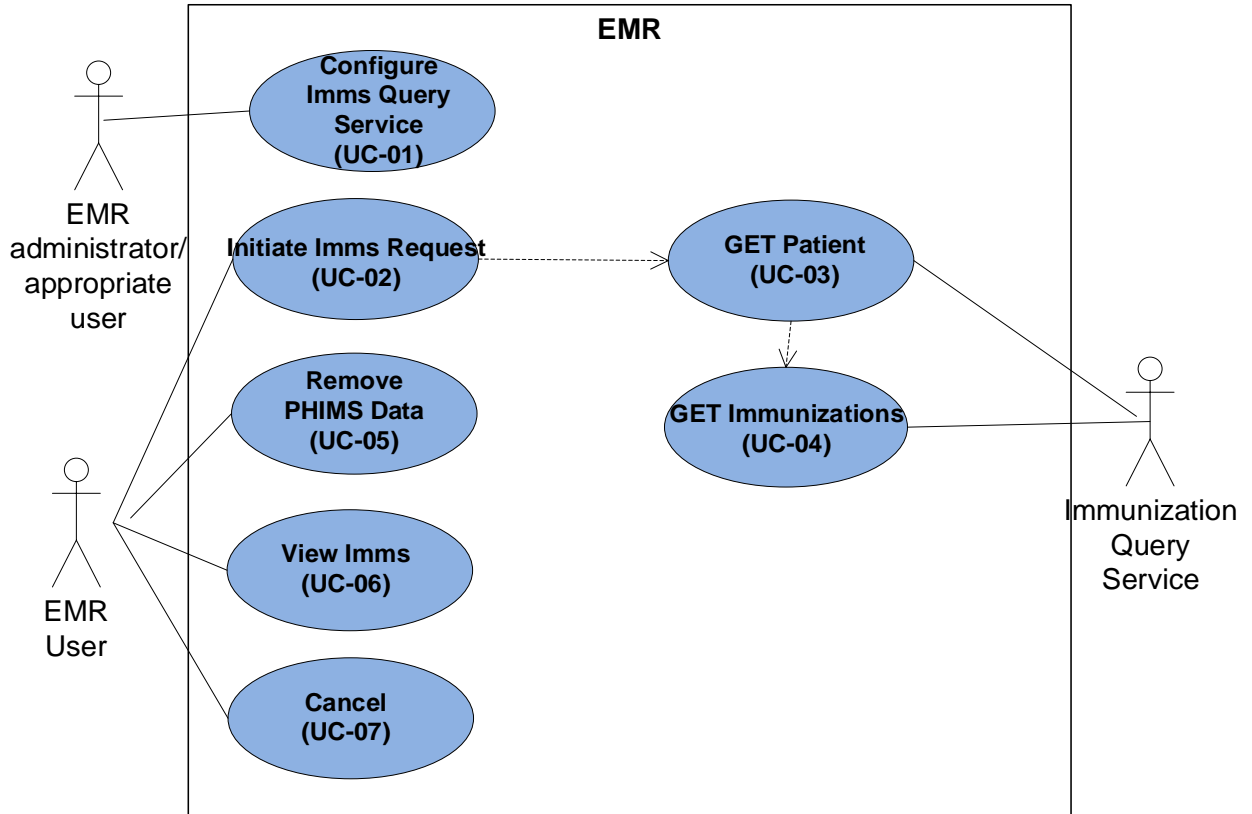 EMR
Configure
Imms Query
Service
(UC-01)
EMR
administrator/
appropriate
user
Initiate Imms Request
(UC-02)
GET Patient
(UC-03)
Remove
PHIMS Data
(UC-05)
GET Immunizations
(UC-04)
Immunization
Query
Service
View Imms
(UC-06)
EMR
User
Cancel
(UC-07)